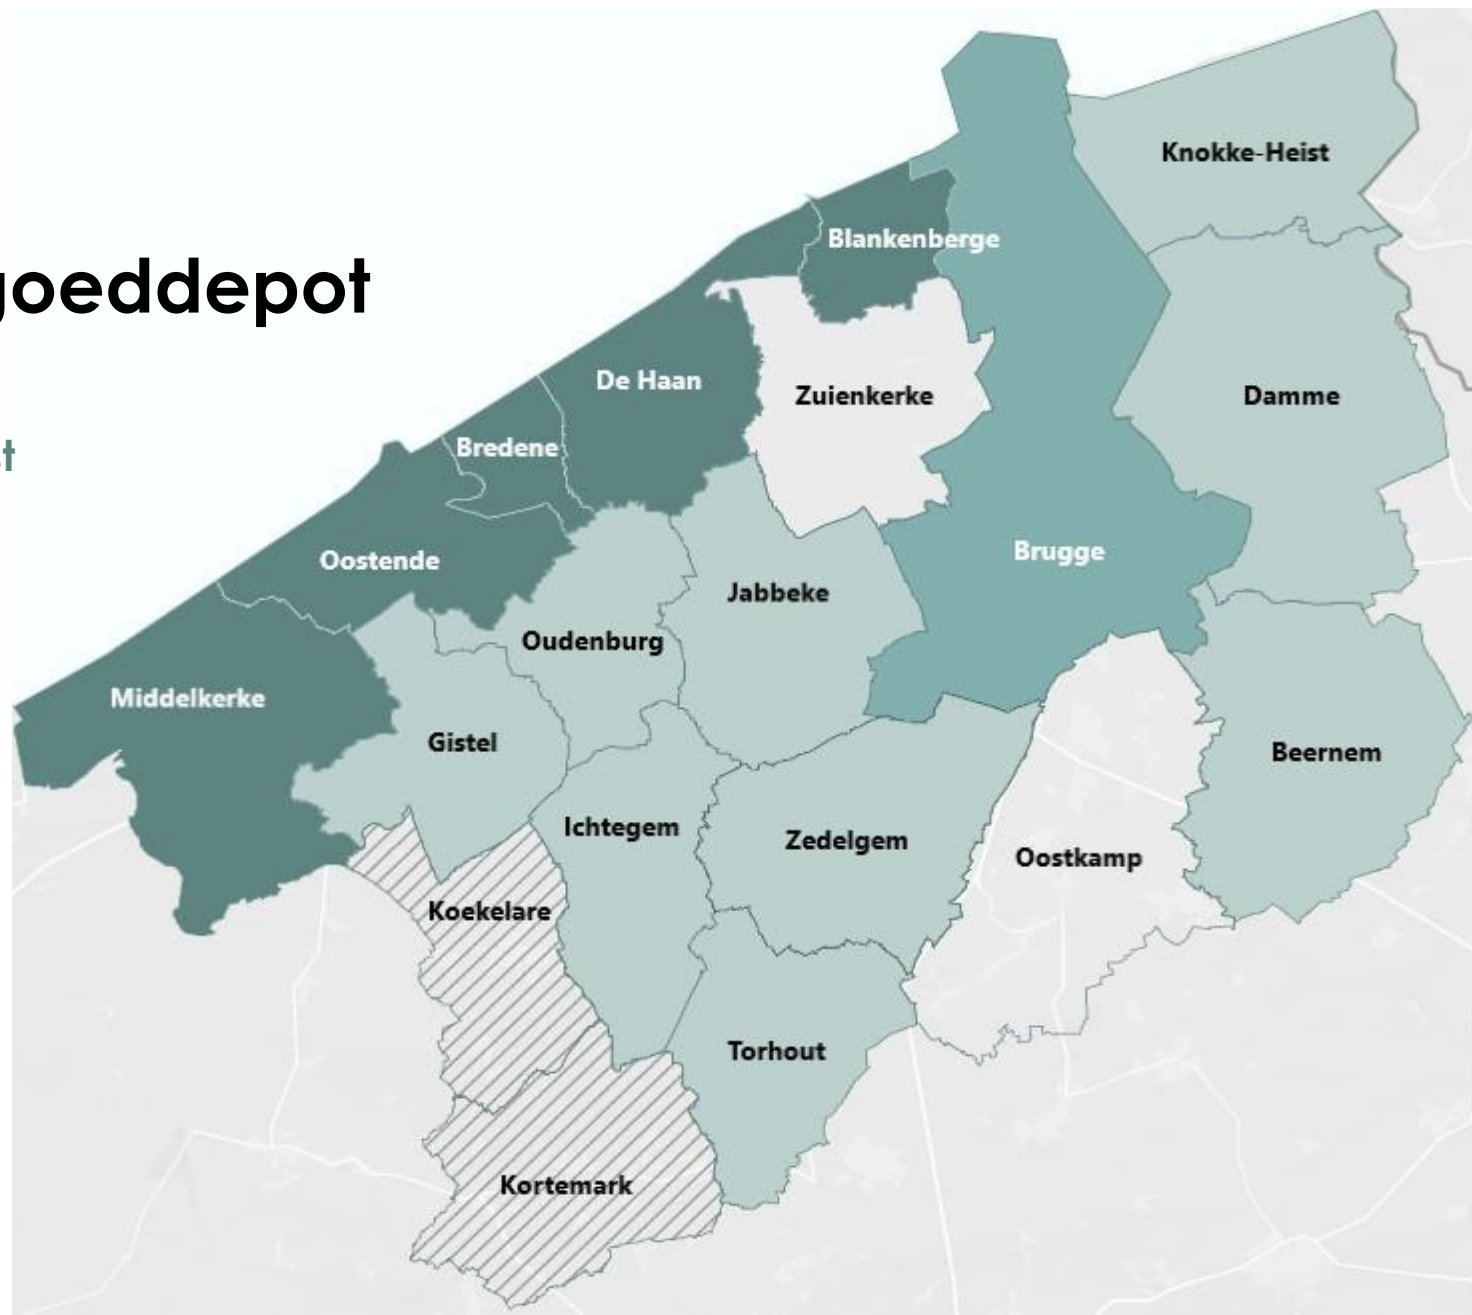 Knokke-Heist
Blankenberge
goeddepot
De Haan
Zuienkerke
Damme
Bredene
t
Brugge
Oostende
Jabbeke
Oudenburg
Middelkerke
Gistel
Beernem
Ichtegem
Zedelgem
Oostkamp
Koekelare
Torhout
Kortemark